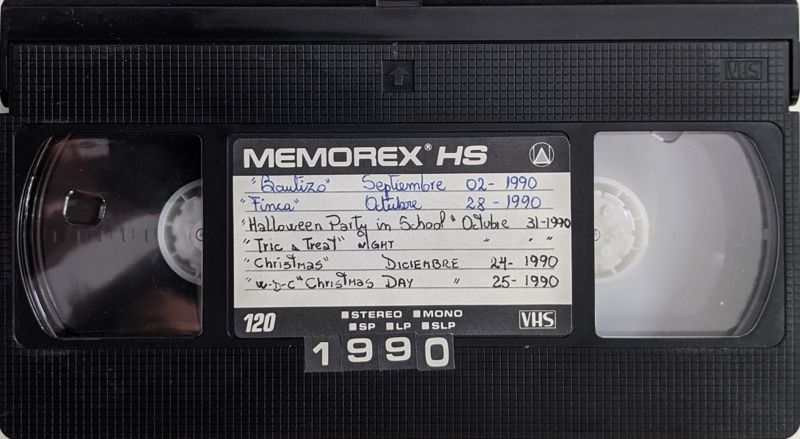 VHS
MEMOREX® HS
"Bautizo" Septiembre 02- 1990
"Finca" Octubre 28 - 1990
"Halloween Party in School" Octubre 31-1990
"Tric & Treat" NIGHT " " "
"Christmas" DICIEMBRE 24- 1990
"W-D-C" Christmas DAY " 25- 1990
120 ■STEREO ■MONO
■SP ■LP ■SLP VHS
1990